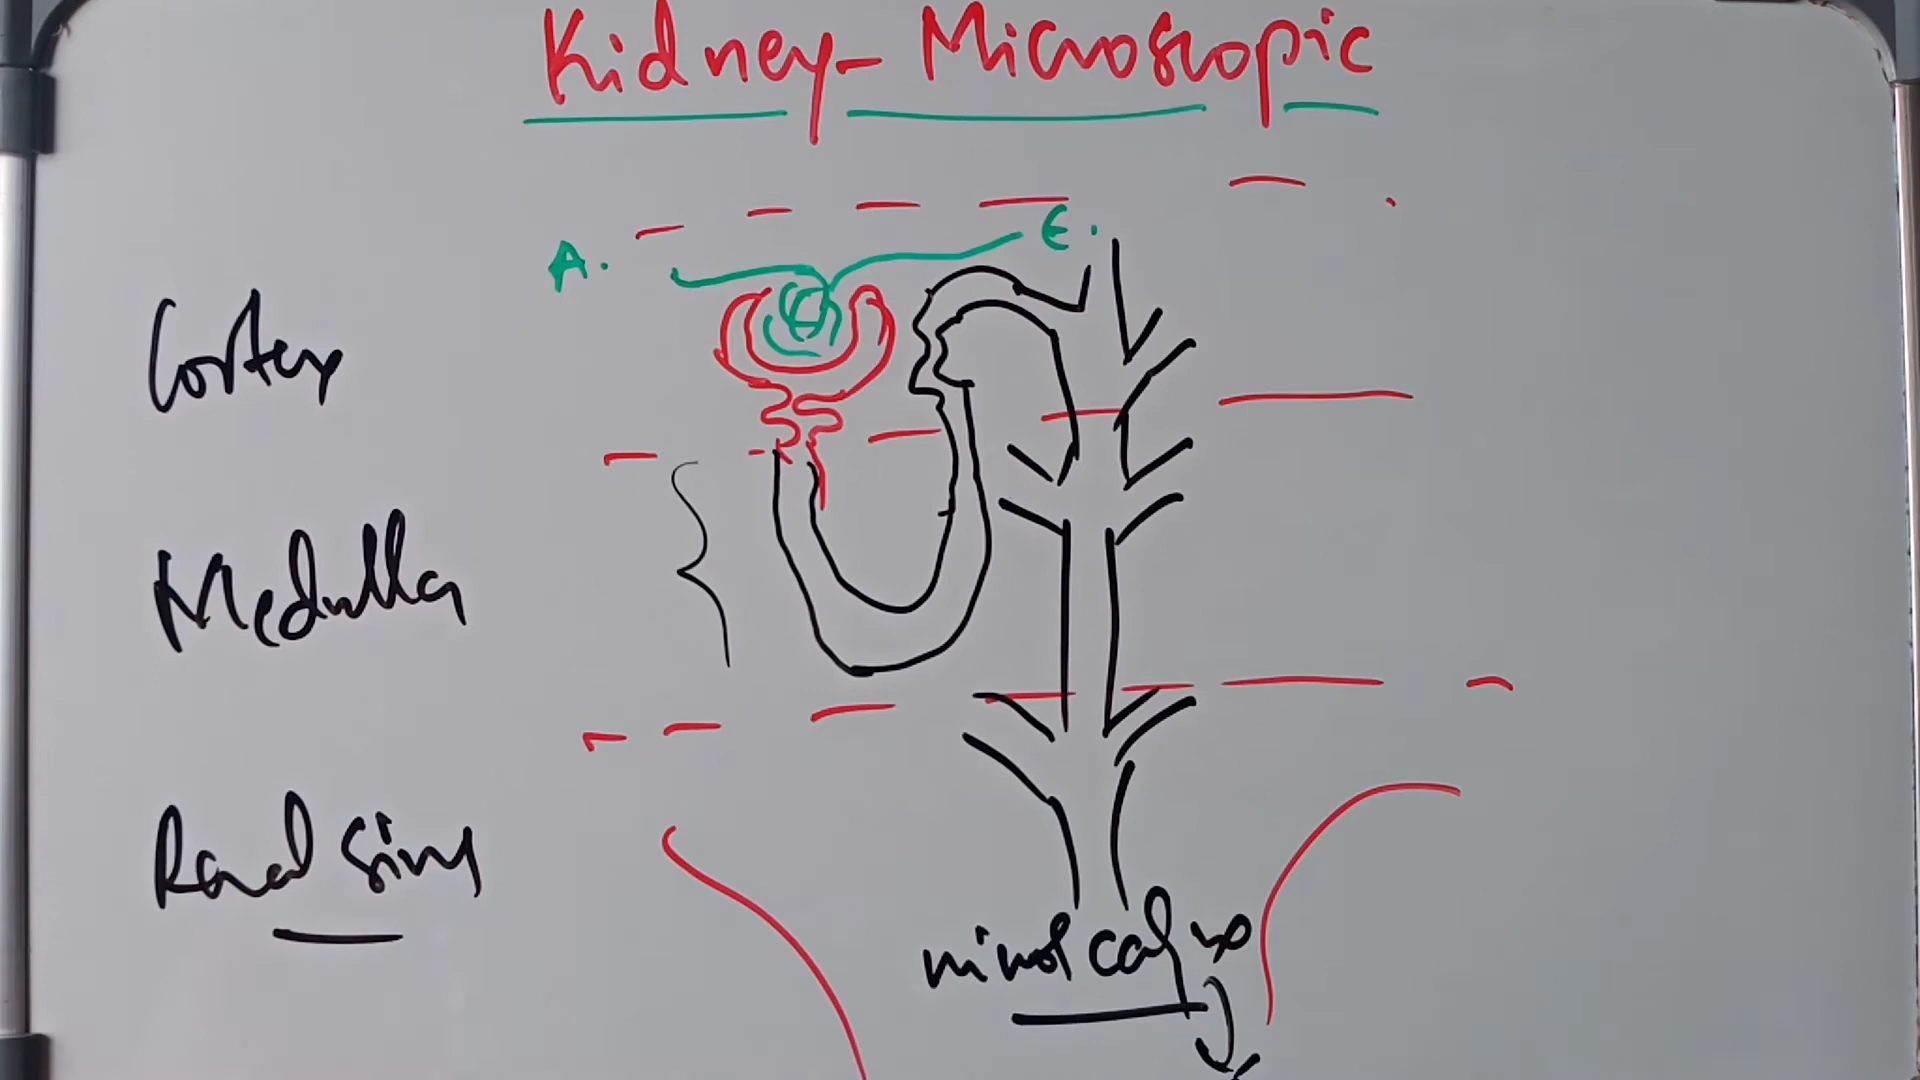 Kidney - Microscopic
A. E.
Cortex
Medulla
Renal sinus
minor calyx